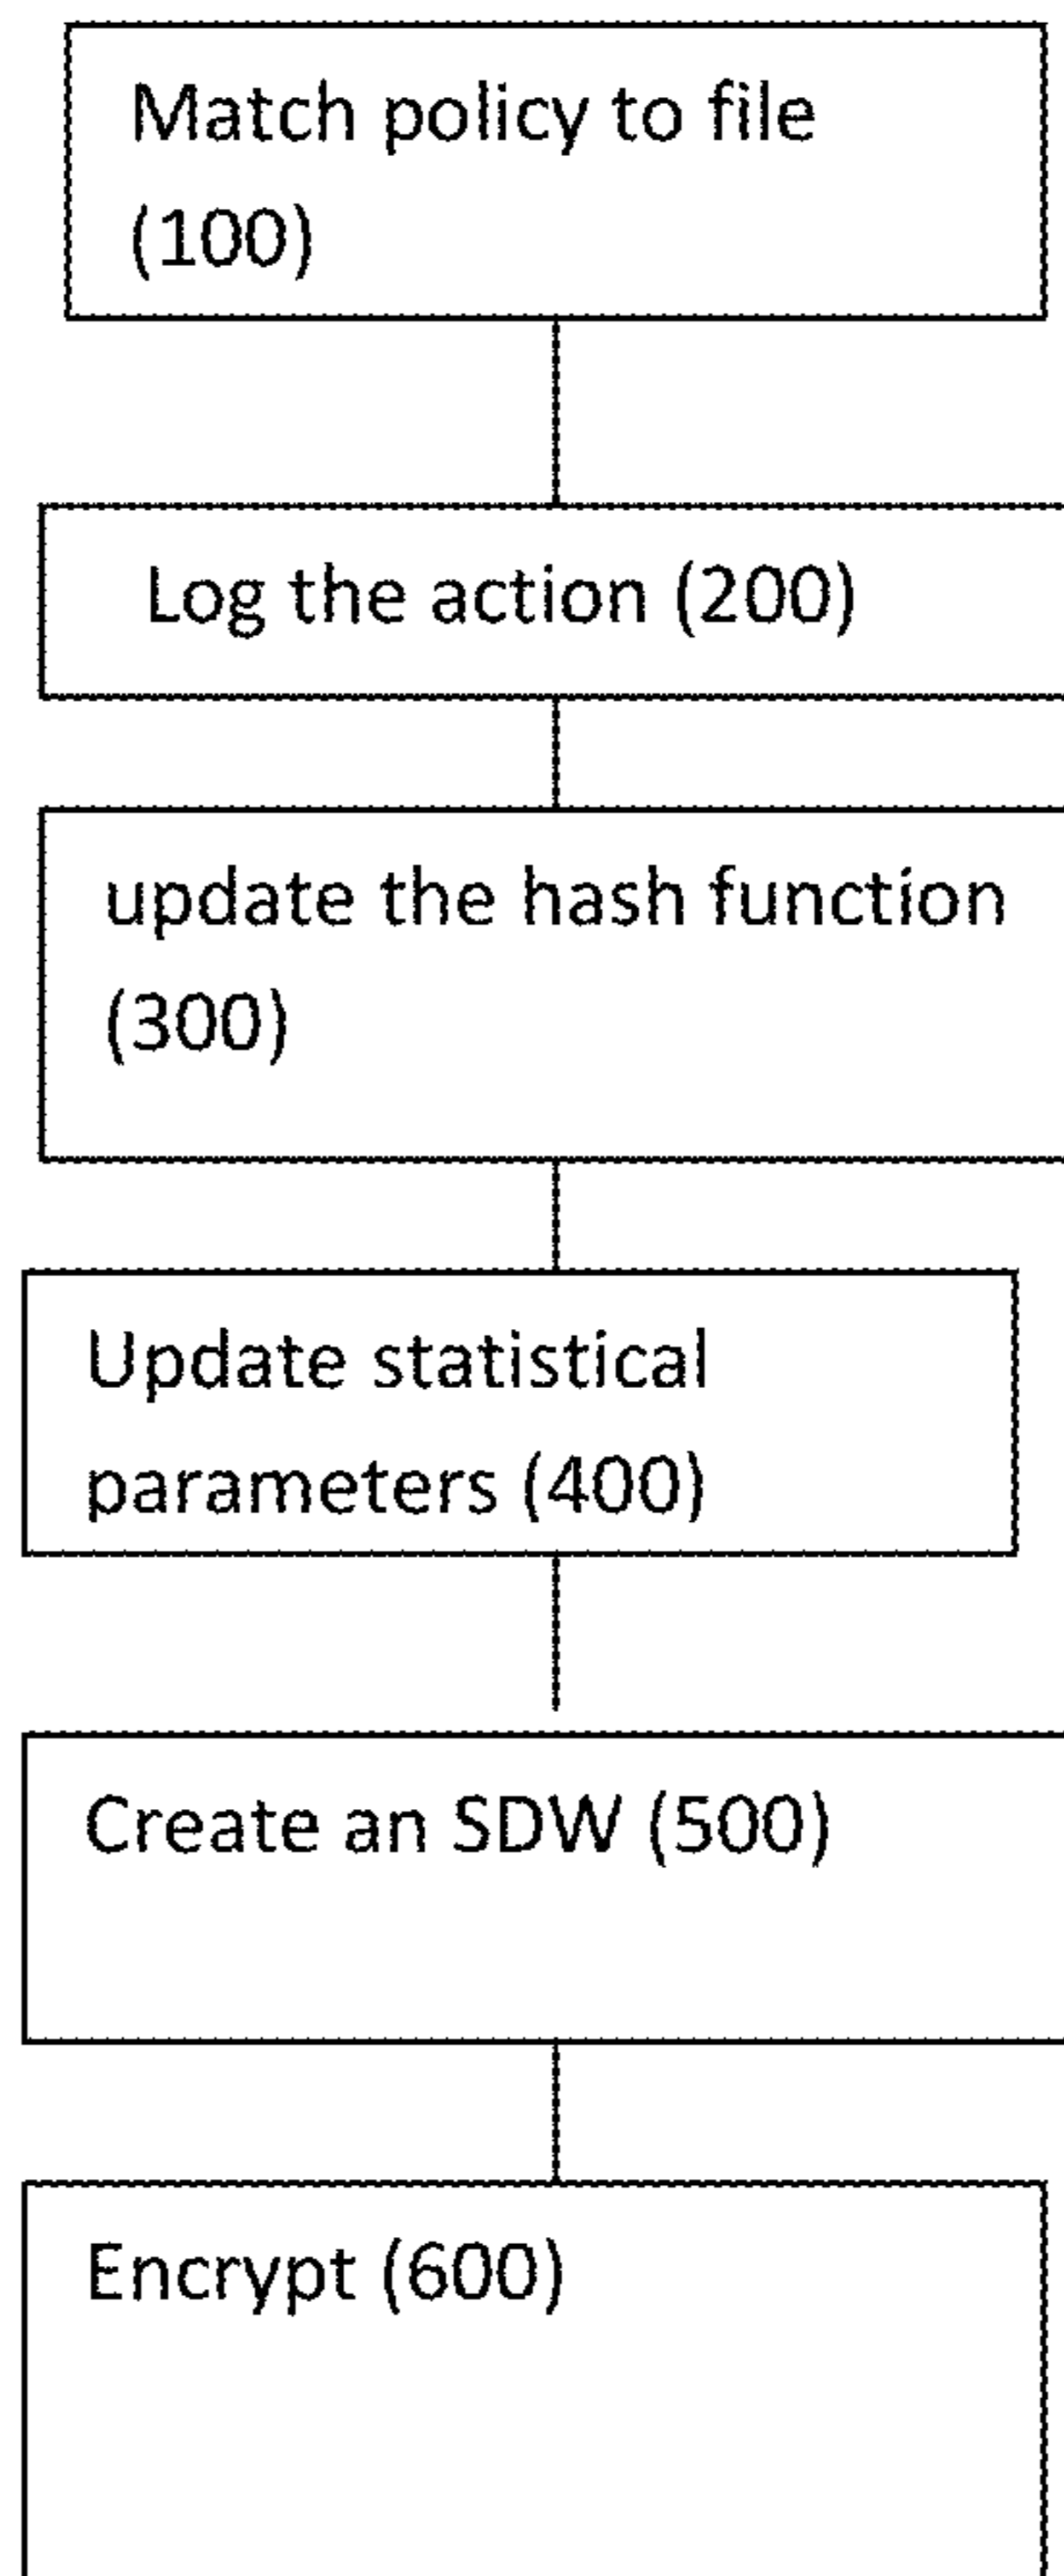 Match policy to file
(100)
Log the action (200)
update the hash function
(300)
Update statistical
parameters (400)
Create an SDW (500)
Encrypt (600)